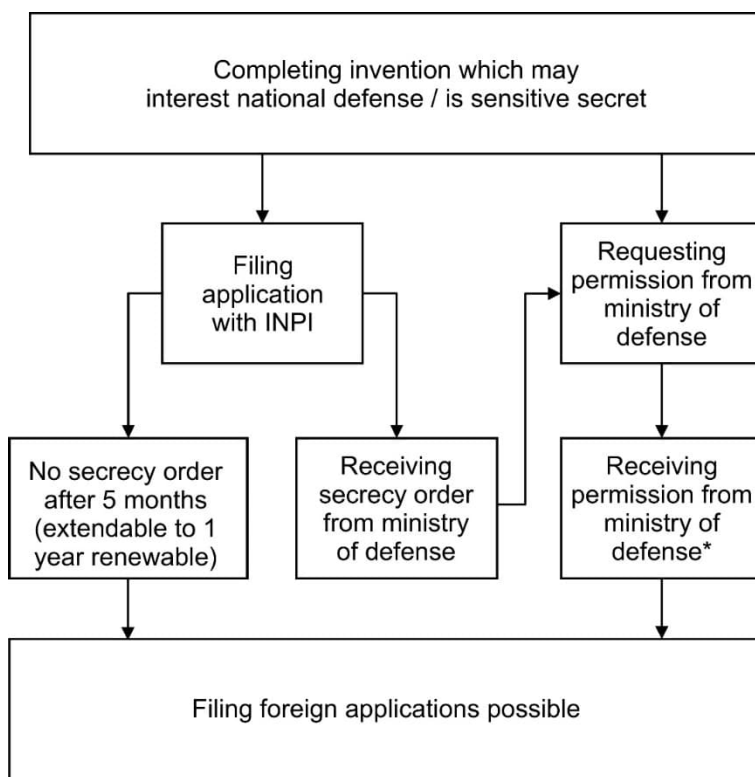 Completing invention which may
interest national defense / is sensitive secret
Filing
application
with INPI
Requesting
permission from
ministry of
defense
No secrecy order
after 5 months
(extendable to 1
year renewable)
Receiving
secrecy order
from ministry
of defense
Receiving
permission from
ministry of
defense*
Filing foreign applications possible